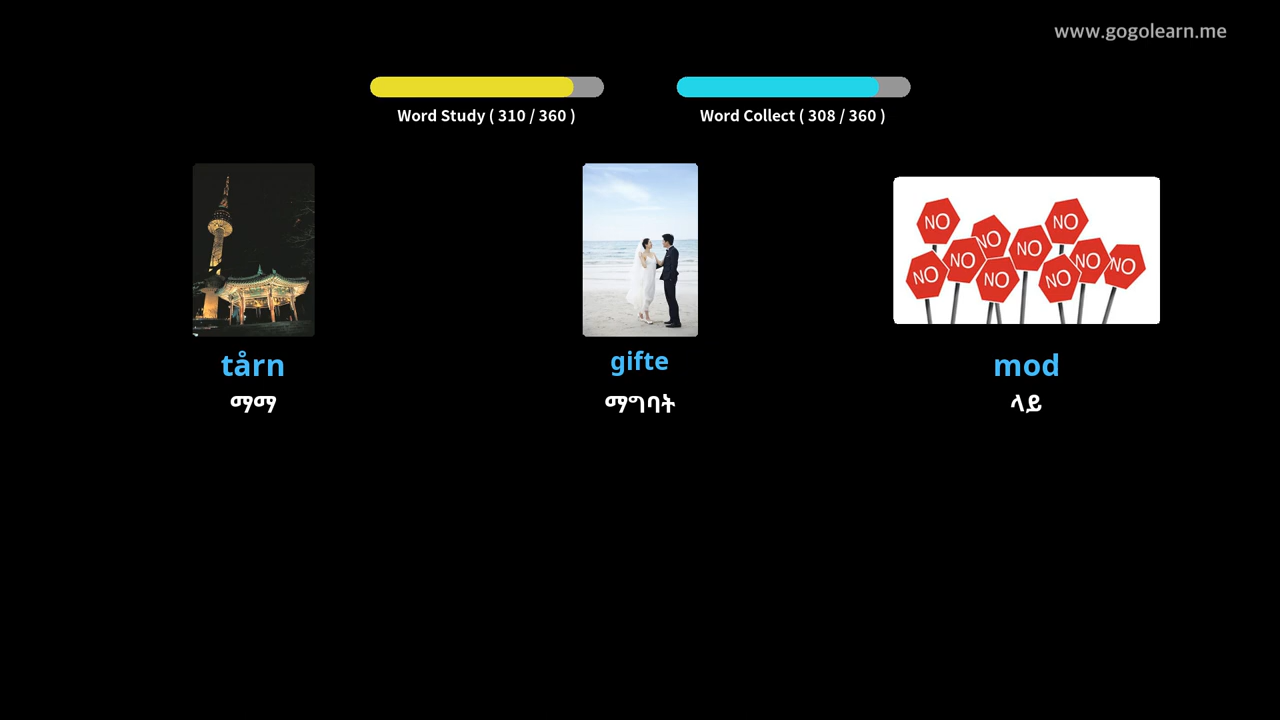 www.gogolearn.me
Word Study ( 310 / 360 )
Word Collect ( 308 / 360 )
NO
NO
NO
NO
NO
NO
NO
NO
NO
NO
tårn
gifte
mod
ማማ
ማግባት
ላይ